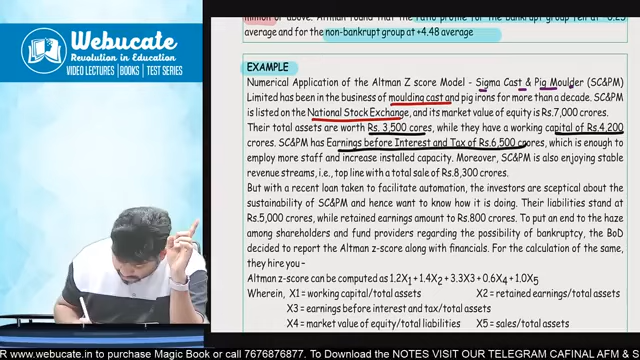 Webucate
Revolution in Education
VIDEO LECTURES | BOOKS | TEST SERIES
million or above. Altman found that the ratio profile for the bankrupt group fell at -0.25
average and for the non-bankrupt group at +4.48 average
EXAMPLE
Numerical Application of the Altman Z score Model - Sigma Cast & Pig Moulder (SC&PM)
Limited has been in the business of moulding cast and pig irons for more than a decade. SC&PM
is listed on the National Stock Exchange, and its market value of equity is Rs.7,000 crores.
Their total assets are worth Rs. 3,500 cores, while they have a working capital of Rs.4,200
crores. SC&PM has Earnings before Interest and Tax of Rs.6,500 crores, which is enough to
employ more staff and increase installed capacity. Moreover, SC&PM is also enjoying stable
revenue streams, i.e., top line with a total sale of Rs.8,300 crores.
But with a recent loan taken to facilitate automation, the investors are sceptical about the
sustainability of SC&PM and hence want to know how it is doing. Their liabilities stand at
Rs.5,000 crores, while retained earnings amount to Rs.800 crores. To put an end to the haze
among shareholders and fund providers regarding the possibility of bankruptcy, the BoD
decided to report the Altman z-score along with financials. For the calculation of the same,
they hire you –
Altman z-score can be computed as 1.2X1 + 1.4X2 + 3.3X3 + 0.6X4 + 1.0X5
Wherein, X1 = working capital/total assets X2 = retained earnings/total assets
X3 = earnings before interest and tax/total assets
X4 = market value of equity/total liabilities X5 = sales/total assets
www.webucate.in to purchase Magic Book or call 7676876877. To Download the NOTES VISIT OUR TELEGRAM CAFINAL AFM & S